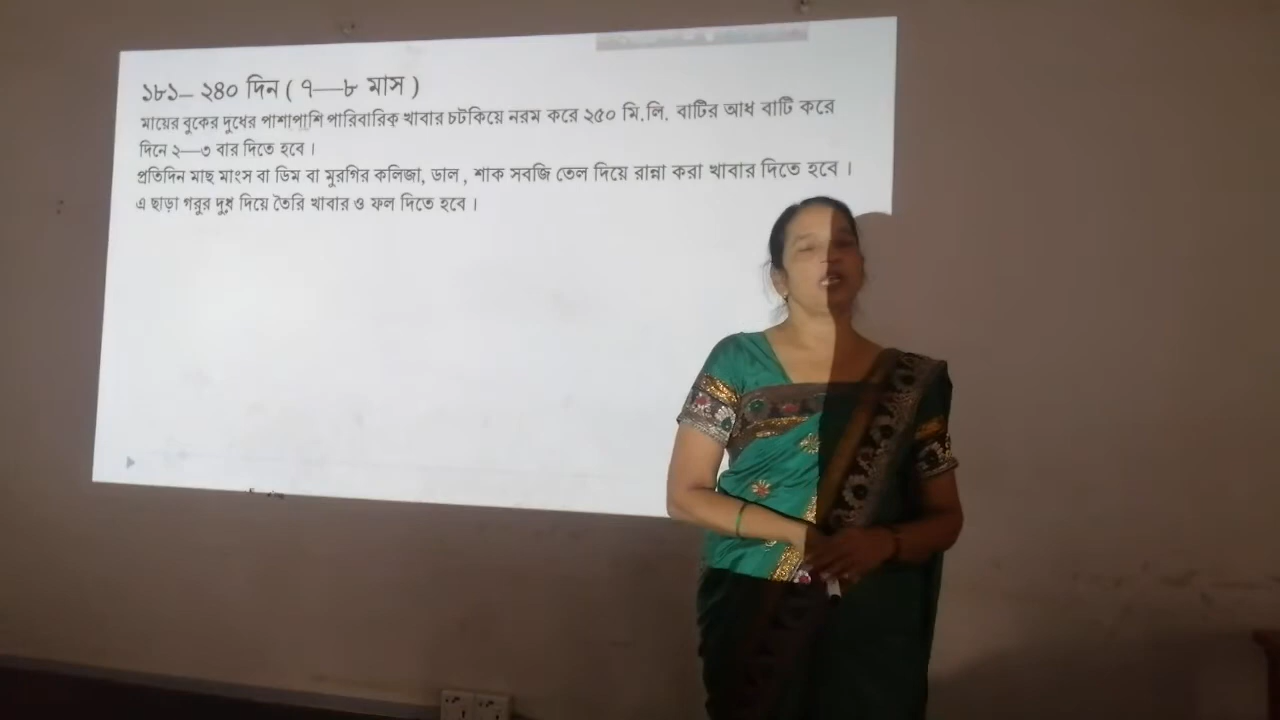 ১৮১— ২৪০ দিন ( ৭—৮ মাস )
মায়ের বুকের দুধের পাশাপাশি পারিবারিক খাবার চটকিয়ে নরম করে ২৫০ মি.লি. বাটির আধ বাটি করে
দিনে ২—৩ বার দিতে হবে ।
প্রতিদিন মাছ মাংস বা ডিম বা মুরগির কলিজা, ডাল , শাক সবজি তেল দিয়ে রান্না করা খাবার দিতে হবে ।
এ ছাড়া গরুর দুধ দিয়ে তৈরি খাবার ও ফল দিতে হবে ।